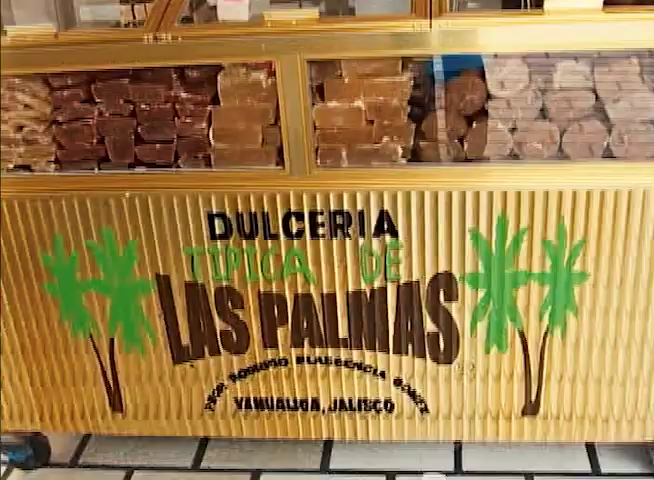 DULCERIA
TIPICA DE
LAS PALMAS
YAHUALICA, JALISCO